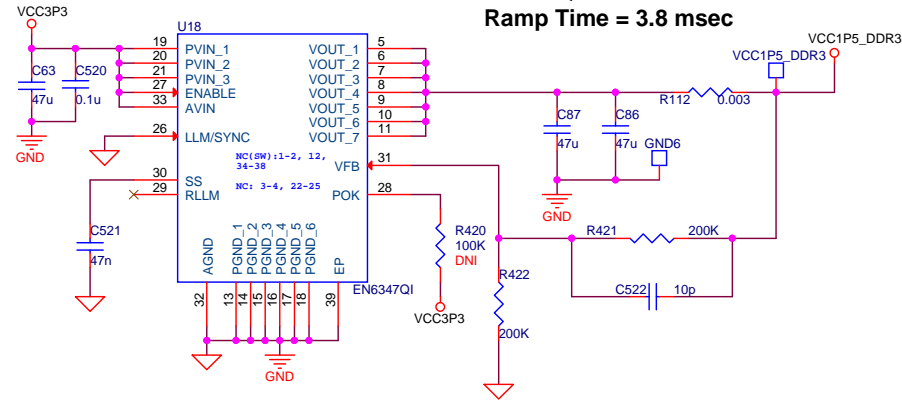 Ramp Time = 3.8 msec
VCC3P3
U18
VCC1P5_DDR3
VCC1P5_DDR3
19 PVIN_1 VOUT_1 5
20 PVIN_2 VOUT_2 6
21 PVIN_3 VOUT_3 7
27 ENABLE VOUT_4 8
33 AVIN VOUT_5 9
VOUT_6 10
26 LLM/SYNC VOUT_7 11
C63
47u
C520
0.1u
GND
R112 0.003
C87
47u
C86
47u
GND6
GND
NC(SW):1-2, 12,
34-38
NC: 3-4, 22-25
VFB 31
30 SS
29 RLLM
POK 28
C521
47n
R420
100K
DNI
VCC3P3
R421 200K
C522 10p
R422
200K
AGND
PGND_1
PGND_2
PGND_3
PGND_4
PGND_5
PGND_6
EP
EN6347QI
32
13
14
15
16
17
18
39
GND